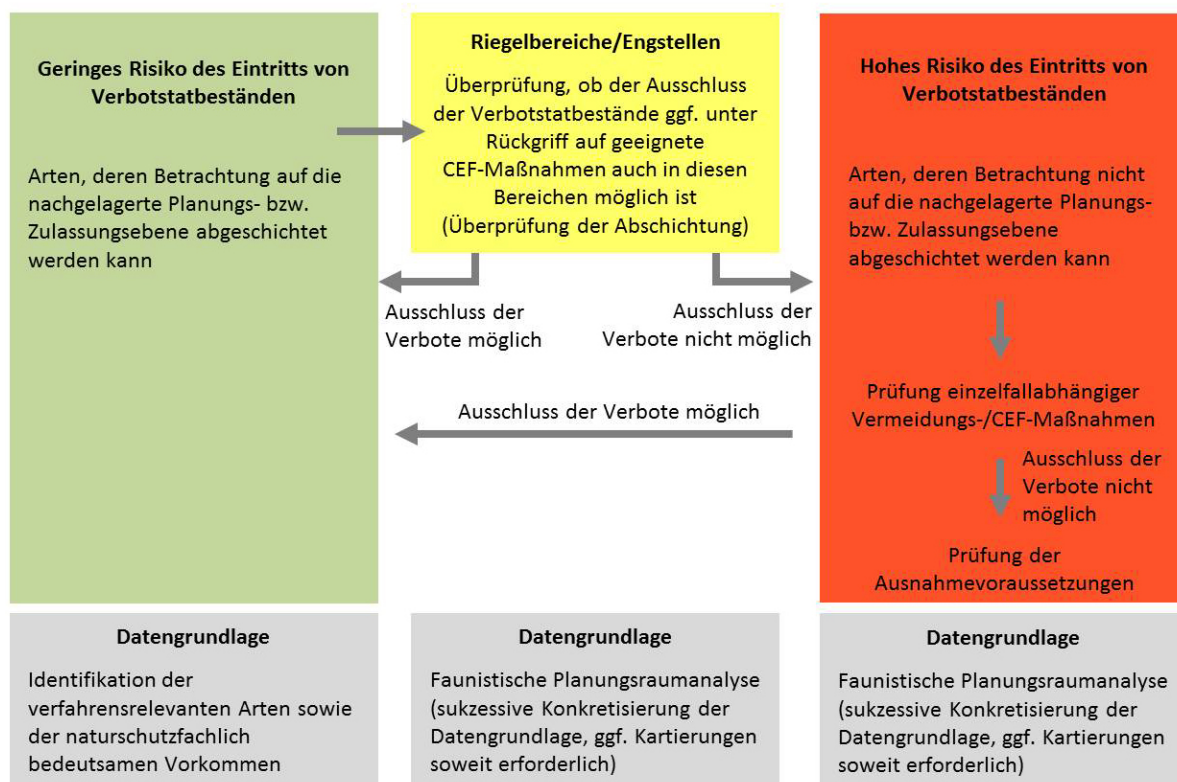 Geringes Risiko des Eintritts von
Verbotstatbeständen
Arten, deren Betrachtung auf die
nachgelagerte Planungs- bzw.
Zulassungsebene abgeschichtet
werden kann
Riegelbereiche/Engstellen
Überprüfung, ob der Ausschluss
der Verbotstatbestände ggf. unter
Rückgriff auf geeignete
CEF-Maßnahmen auch in diesen
Bereichen möglich ist
(Überprüfung der Abschichtung)
Ausschluss der
Verbote möglich
Ausschluss der
Verbote nicht möglich
Ausschluss der Verbote möglich
Hohes Risiko des Eintritts von
Verbotstatbeständen
Arten, deren Betrachtung nicht
auf die nachgelagerte Planungs-
bzw. Zulassungsebene
abgeschichtet werden kann
Prüfung einzelfallabhängiger
Vermeidungs-/CEF-Maßnahmen
Ausschluss der
Verbote nicht
möglich
Prüfung der
Ausnahmevoraussetzungen
Datengrundlage
Identifikation der
verfahrensrelevanten Arten sowie
der naturschutzfachlich
bedeutsamen Vorkommen
Datengrundlage
Faunistische Planungsraumanalyse
(sukzessive Konkretisierung der
Datengrundlage, ggf. Kartierungen
soweit erforderlich)
Datengrundlage
Faunistische Planungsraumanalyse
(sukzessive Konkretisierung der
Datengrundlage, ggf. Kartierungen
soweit erforderlich)